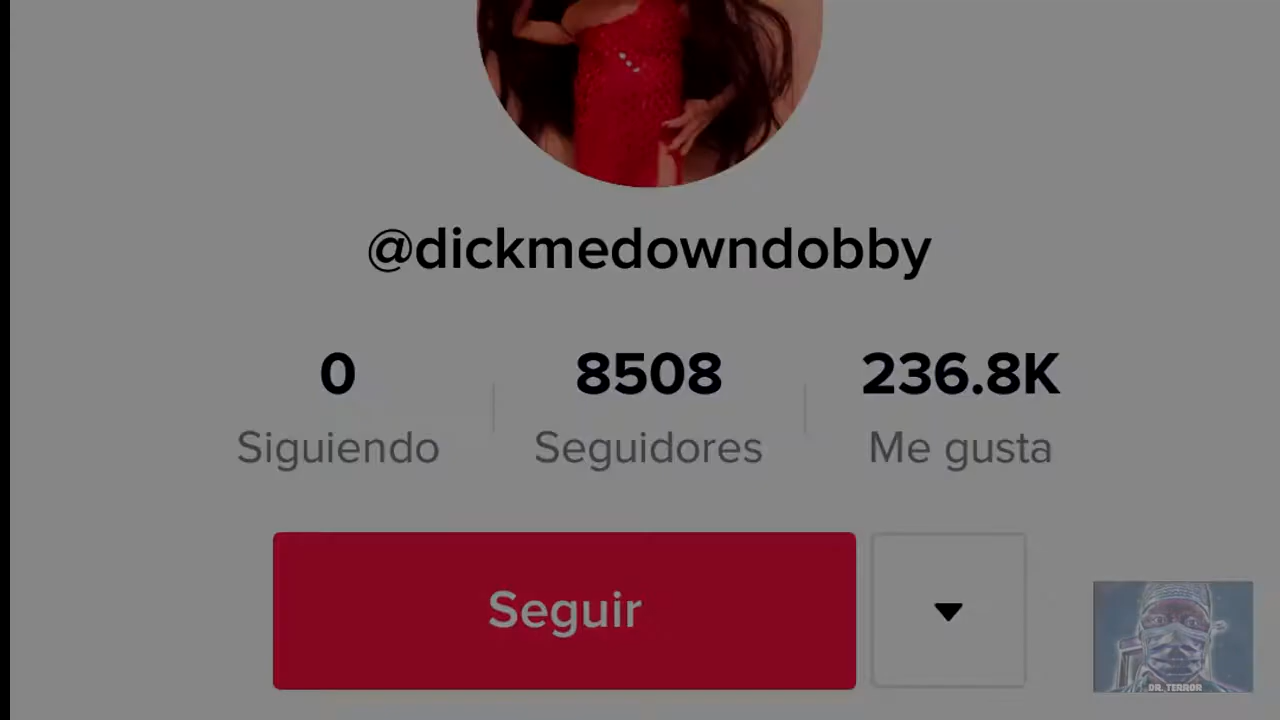 @dickmedowndobby
0 8508 236.8K
Siguiendo Seguidores Me gusta
Seguir
DR. TERROR